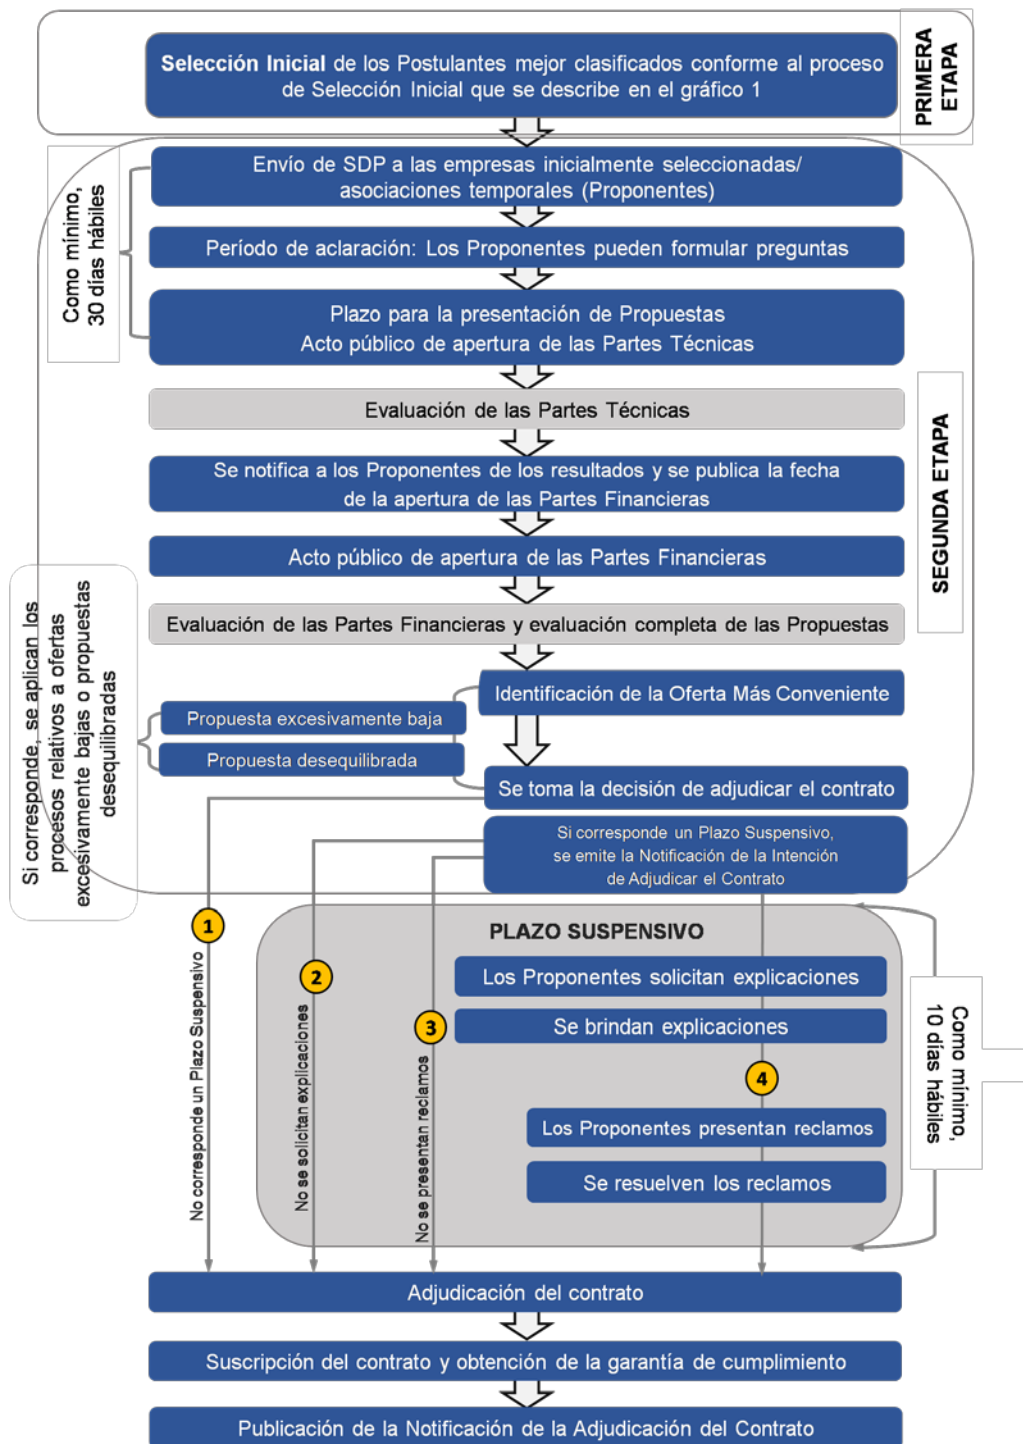 Selección Inicial de los Postulantes mejor clasificados conforme al proceso
de Selección Inicial que se describe en el gráfico 1
PRIMERA
ETAPA
Envío de SDP a las empresas inicialmente seleccionadas/
asociaciones temporales (Proponentes)
Como mínimo,
30 días hábiles
Período de aclaración: Los Proponentes pueden formular preguntas
Plazo para la presentación de Propuestas
Acto público de apertura de las Partes Técnicas
Evaluación de las Partes Técnicas
SEGUNDA ETAPA
Se notifica a los Proponentes de los resultados y se publica la fecha
de la apertura de las Partes Financieras
Acto público de apertura de las Partes Financieras
Evaluación de las Partes Financieras y evaluación completa de las Propuestas
Si corresponde, se aplican los
procesos relativos a ofertas
excesivamente bajas o propuestas
desequilibradas
Identificación de la Oferta Más Conveniente
Propuesta excesivamente baja
Propuesta desequilibrada
Se toma la decisión de adjudicar el contrato
Si corresponde un Plazo Suspensivo,
se emite la Notificación de la Intención
de Adjudicar el Contrato
PLAZO SUSPENSIVO
1
No corresponde un Plazo Suspensivo
2
No se solicitan explicaciones
3
No se presentan reclamos
Los Proponentes solicitan explicaciones
Se brindan explicaciones
4
Los Proponentes presentan reclamos
Se resuelven los reclamos
Como mínimo,
10 días hábiles
Adjudicación del contrato
Suscripción del contrato y obtención de la garantía de cumplimiento
Publicación de la Notificación de la Adjudicación del Contrato